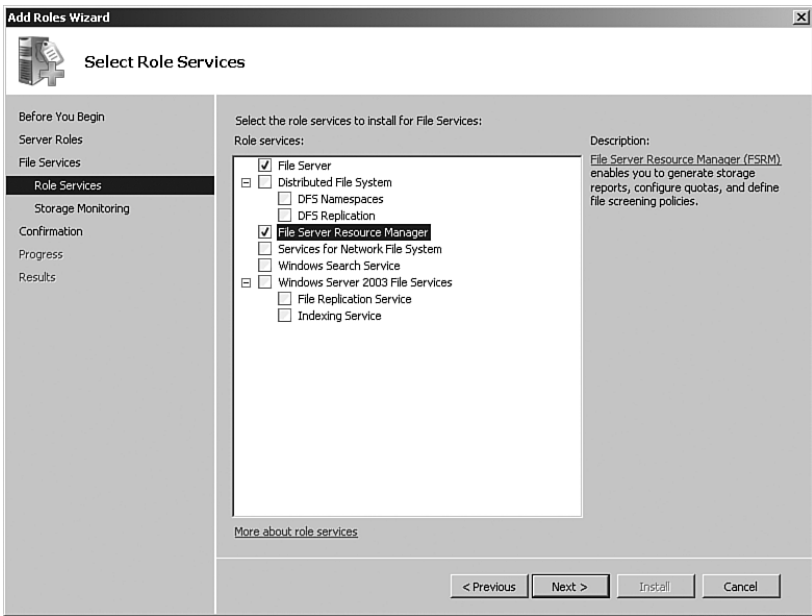 Add Roles Wizard
Select Role Services
Before You Begin
Server Roles
File Services
Role Services
Storage Monitoring
Confirmation
Progress
Results
Select the role services to install for File Services:
Role services:
File Server
Distributed File System
DFS Namespaces
DFS Replication
File Server Resource Manager
Services for Network File System
Windows Search Service
Windows Server 2003 File Services
File Replication Service
Indexing Service
More about role services
Description:
File Server Resource Manager (FSRM)
enables you to generate storage
reports, configure quotas, and define
file screening policies.
< Previous
Next >
Install
Cancel